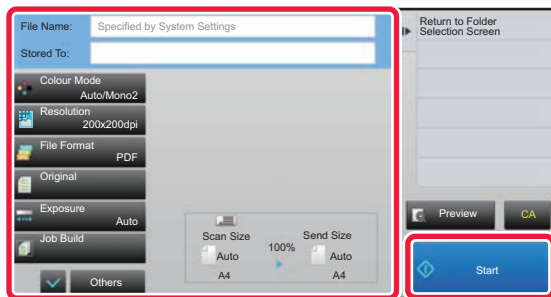 File Name:
Specified by System Settings
Stored To:
Colour Mode
Auto/Mono2
Resolution
200x200dpi
File Format
PDF
Original
Exposure
Auto
Job Build
Others
Scan Size
Auto
A4
100%
Send Size
Auto
A4
Return to Folder
Selection Screen
Preview
CA
Start